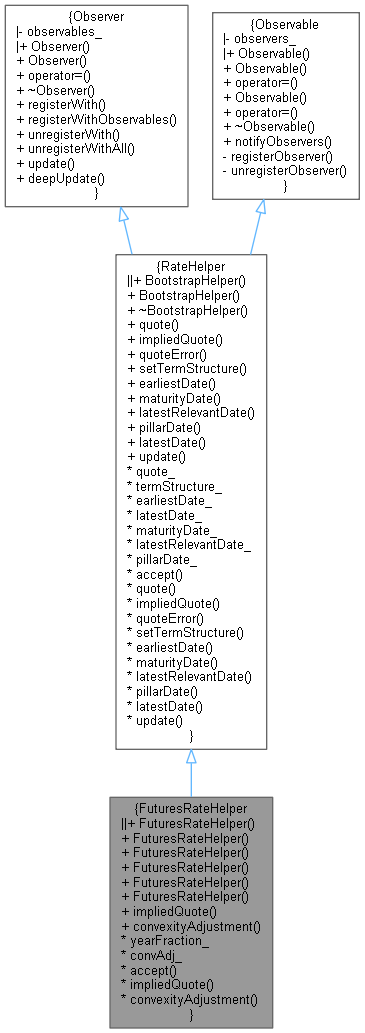 {Observer
|- observables_
|+ Observer()
+ Observer()
+ operator=()
+ ~Observer()
+ registerWith()
+ registerWithObservables()
+ unregisterWith()
+ unregisterWithAll()
+ update()
+ deepUpdate()
}
{Observable
|- observers_
|+ Observable()
+ Observable()
+ operator=()
+ Observable()
+ operator=()
+ ~Observable()
+ notifyObservers()
- registerObserver()
- unregisterObserver()
}
{RateHelper
||+ BootstrapHelper()
+ BootstrapHelper()
+ ~BootstrapHelper()
+ quote()
+ impliedQuote()
+ quoteError()
+ setTermStructure()
+ earliestDate()
+ maturityDate()
+ latestRelevantDate()
+ pillarDate()
+ latestDate()
+ update()
* quote_
* termStructure_
* earliestDate_
* latestDate_
* maturityDate_
* latestRelevantDate_
* pillarDate_
* accept()
* quote()
* impliedQuote()
* quoteError()
* setTermStructure()
* earliestDate()
* maturityDate()
* latestRelevantDate()
* pillarDate()
* latestDate()
* update()
}
{FuturesRateHelper
||+ FuturesRateHelper()
+ FuturesRateHelper()
+ FuturesRateHelper()
+ FuturesRateHelper()
+ FuturesRateHelper()
+ FuturesRateHelper()
+ impliedQuote()
+ convexityAdjustment()
* yearFraction_
* convAdj_
* accept()
* impliedQuote()
* convexityAdjustment()
}